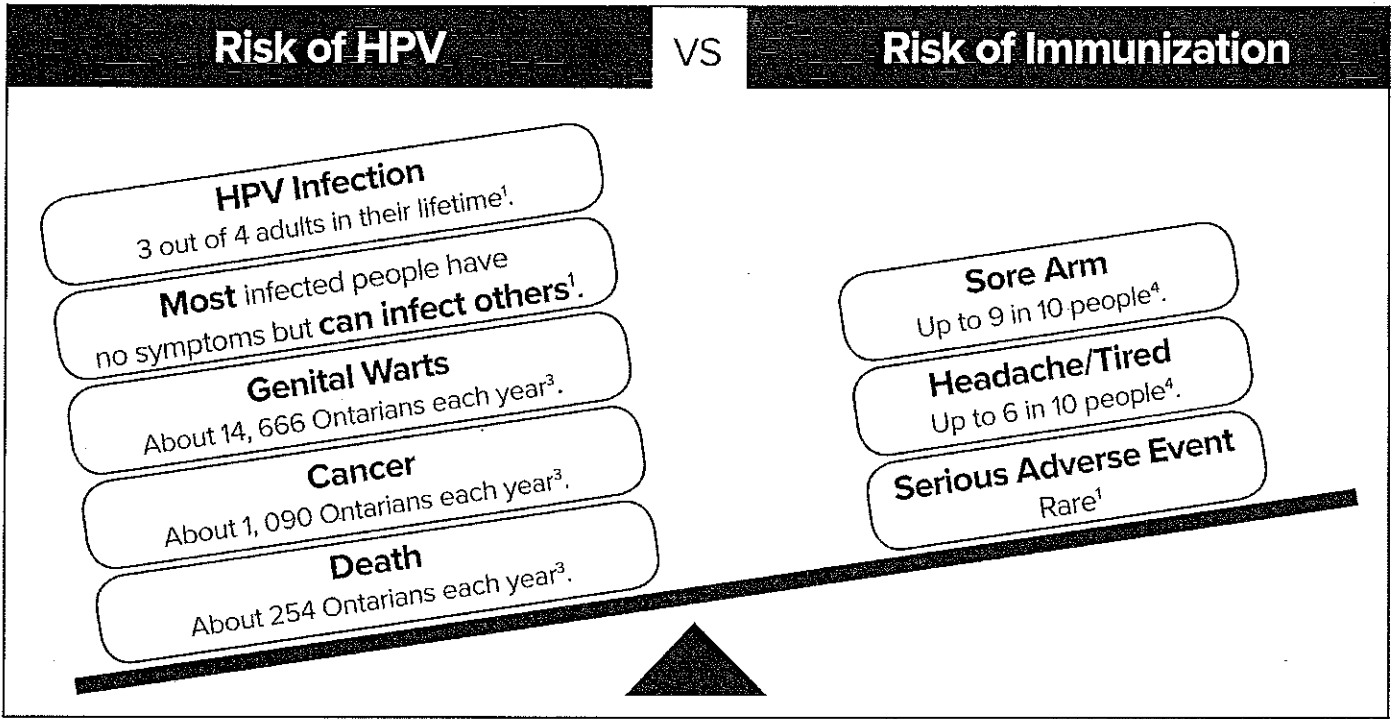 Risk of HPV
VS
Risk of Immunization
HPV Infection
3 out of 4 adults in their lifetime¹.
Most infected people have
no symptoms but can infect others¹.
Genital Warts
About 14, 666 Ontarians each year³.
Cancer
About 1, 090 Ontarians each year³.
Death
About 254 Ontarians each year³.
Sore Arm
Up to 9 in 10 people⁴.
Headache/Tired
Up to 6 in 10 people⁴.
Serious Adverse Event
Rare¹